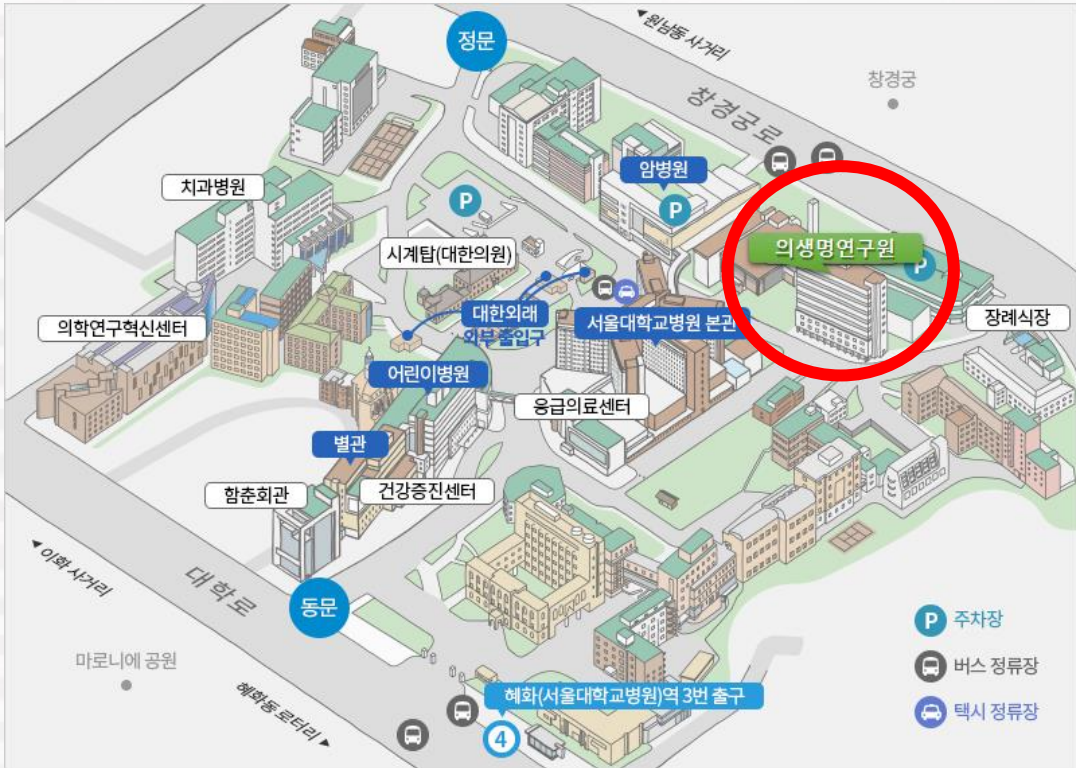 정문
◀원남동 사거리
창경궁
창경궁로
암병원
P
치과병원
P
의생명연구원
P
시계탑(대한의원)
대한외래
외부 출입구
서울대학교병원 본관
장례식장
의학연구혁신센터
어린이병원
응급의료센터
별관
건강증진센터
함춘회관
◀이화 사거리
대학로
동문
P 주차장
마로니에 공원
버스 정류장
혜화동 로터리▶
혜화(서울대학교병원)역 3번 출구
4
택시 정류장